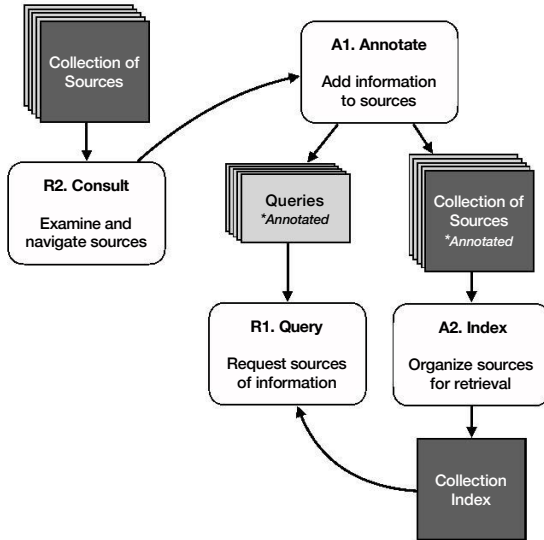 Collection of
Sources
A1. Annotate
Add information
to sources
R2. Consult
Examine and
navigate sources
Queries
*Annotated
Collection of
Sources
*Annotated
R1. Query
Request sources
of information
A2. Index
Organize sources
for retrieval
Collection
Index